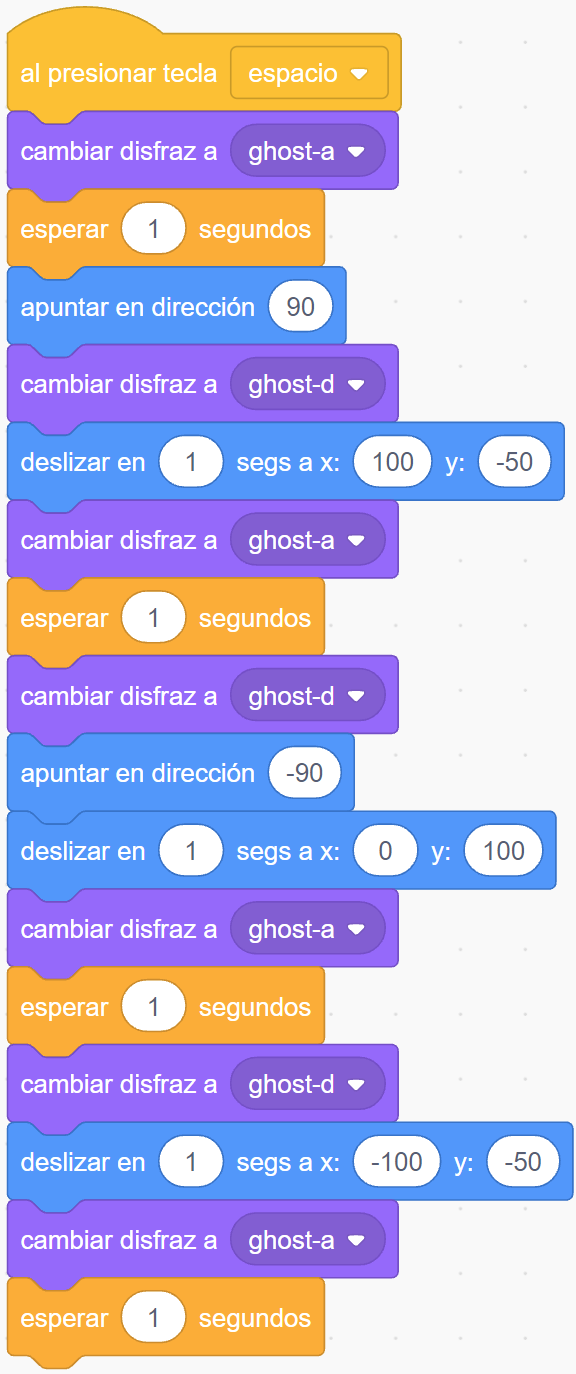 al presionar tecla espacio
cambiar disfraz a ghost-a
esperar 1 segundos
apuntar en dirección 90
cambiar disfraz a ghost-d
deslizar en 1 segs a x: 100 y: -50
cambiar disfraz a ghost-a
esperar 1 segundos
cambiar disfraz a ghost-d
apuntar en dirección -90
deslizar en 1 segs a x: 0 y: 100
cambiar disfraz a ghost-a
esperar 1 segundos
cambiar disfraz a ghost-d
deslizar en 1 segs a x: -100 y: -50
cambiar disfraz a ghost-a
esperar 1 segundos